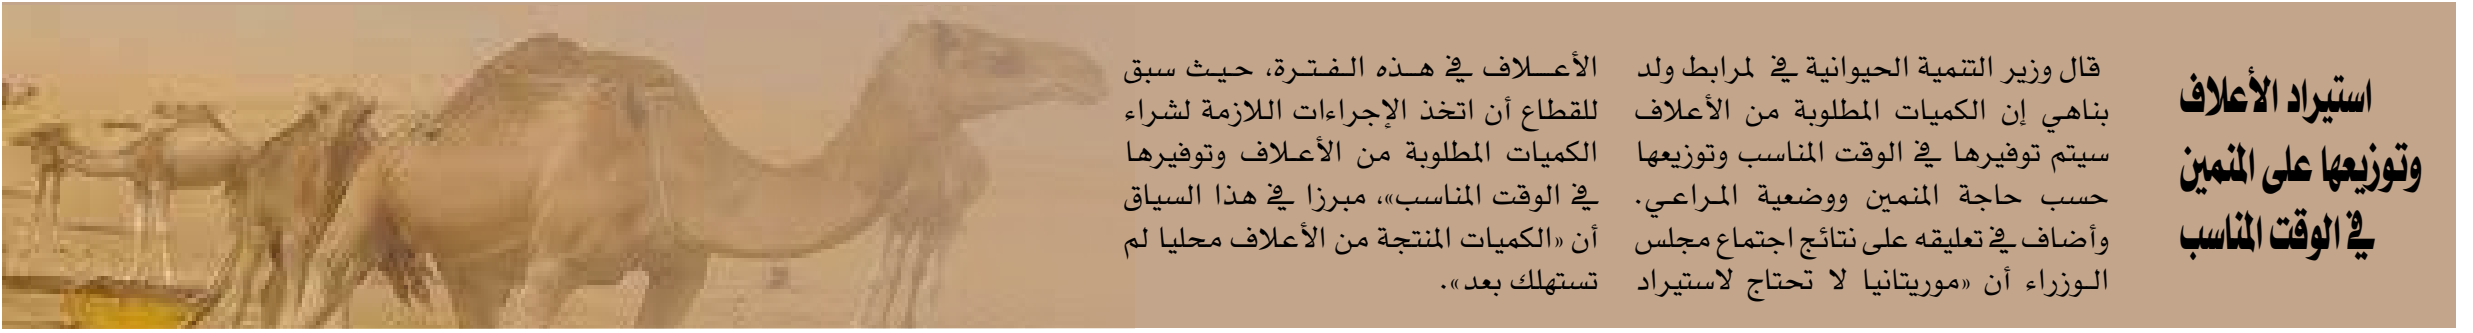 استيراد الأعلاف
وتوزيعها على المنمين
في الوقت المناسب
قال وزير التنمية الحيوانية في لمرابط ولد
بناهي إن الكميات المطلوبة من الأعلاف
سيتم توفيرها في الوقت المناسب وتوزيعها
حسب حاجة المنمين ووضعية المراعي.
وأضاف في تعليقه على نتائج اجتماع مجلس
الوزراء أن «موريتانيا لا تحتاج لاستيراد
الأعلاف في هذه الفترة، حيث سبق
للقطاع أن اتخذ الإجراءات اللازمة لشراء
الكميات المطلوبة من الأعلاف وتوفيرها
في الوقت المناسب»، مبرزا في هذا السياق
أن «الكميات المنتجة من الأعلاف محليا لم
تستهلك بعد».